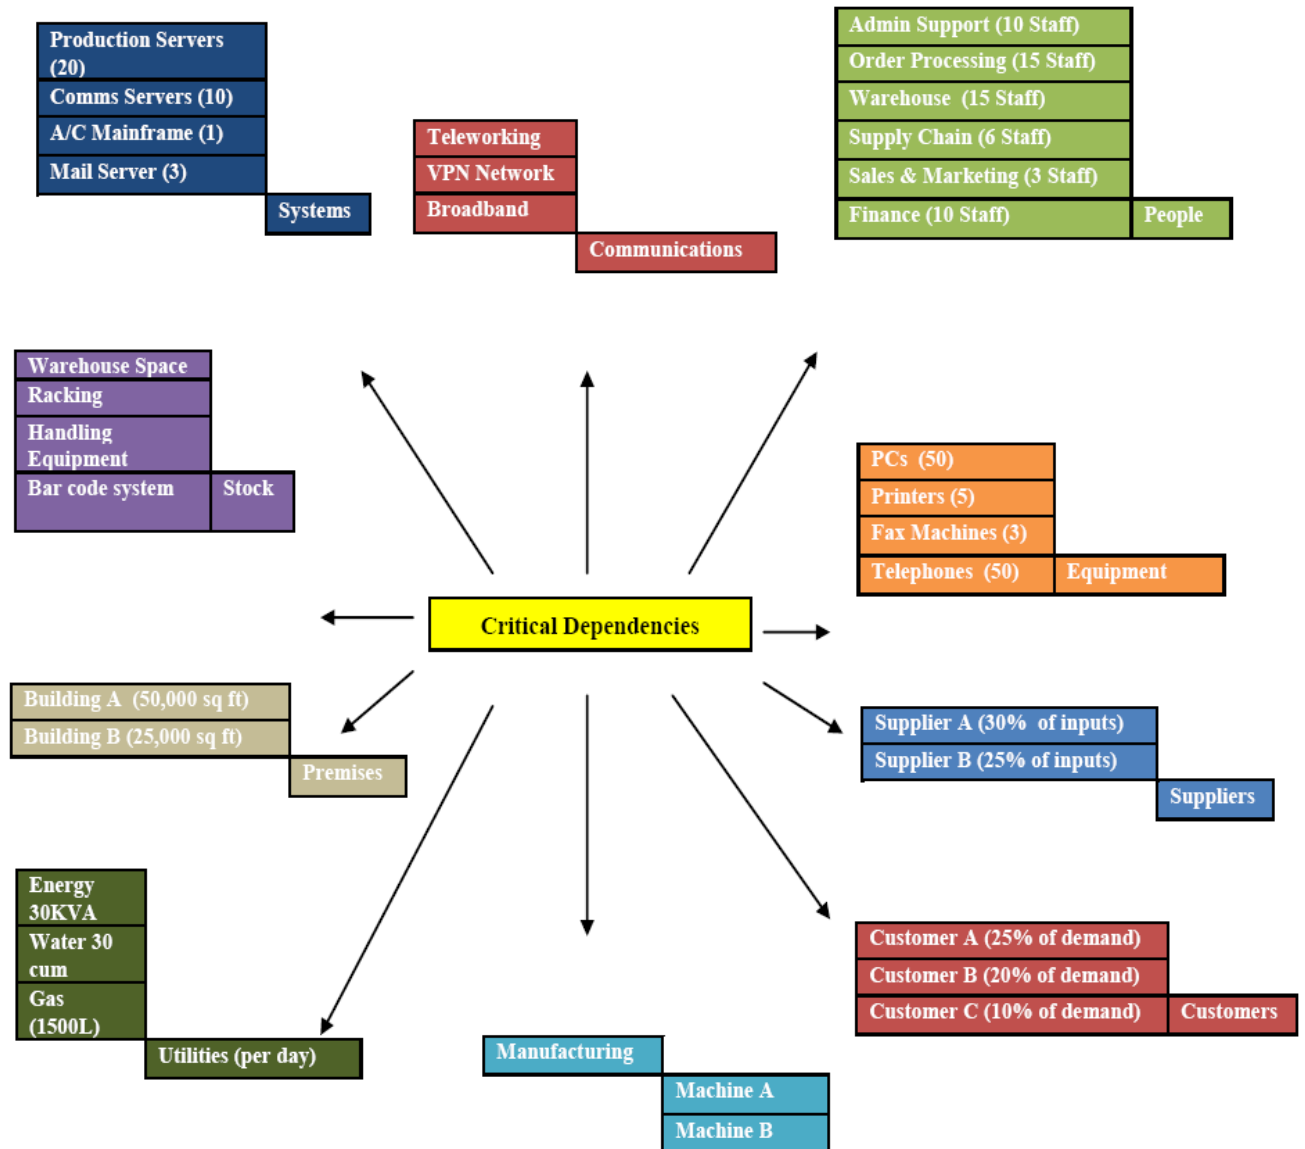 Production Servers
(20)
Comms Servers (10)
A/C Mainframe (1)
Mail Server (3)
Systems
Teleworking
VPN Network
Broadband
Communications
Admin Support (10 Staff)
Order Processing (15 Staff)
Warehouse (15 Staff)
Supply Chain (6 Staff)
Sales & Marketing (3 Staff)
Finance (10 Staff)
People
Warehouse Space
Racking
Handling
Equipment
Bar code system
Stock
PCs (50)
Printers (5)
Fax Machines (3)
Telephones (50)
Equipment
Critical Dependencies
Building A (50,000 sq ft)
Building B (25,000 sq ft)
Premises
Supplier A (30% of inputs)
Supplier B (25% of inputs)
Suppliers
Energy
30KVA
Water 30
cum
Gas
(1500L)
Utilities (per day)
Manufacturing
Machine A
Machine B
Customer A (25% of demand)
Customer B (20% of demand)
Customer C (10% of demand)
Customers